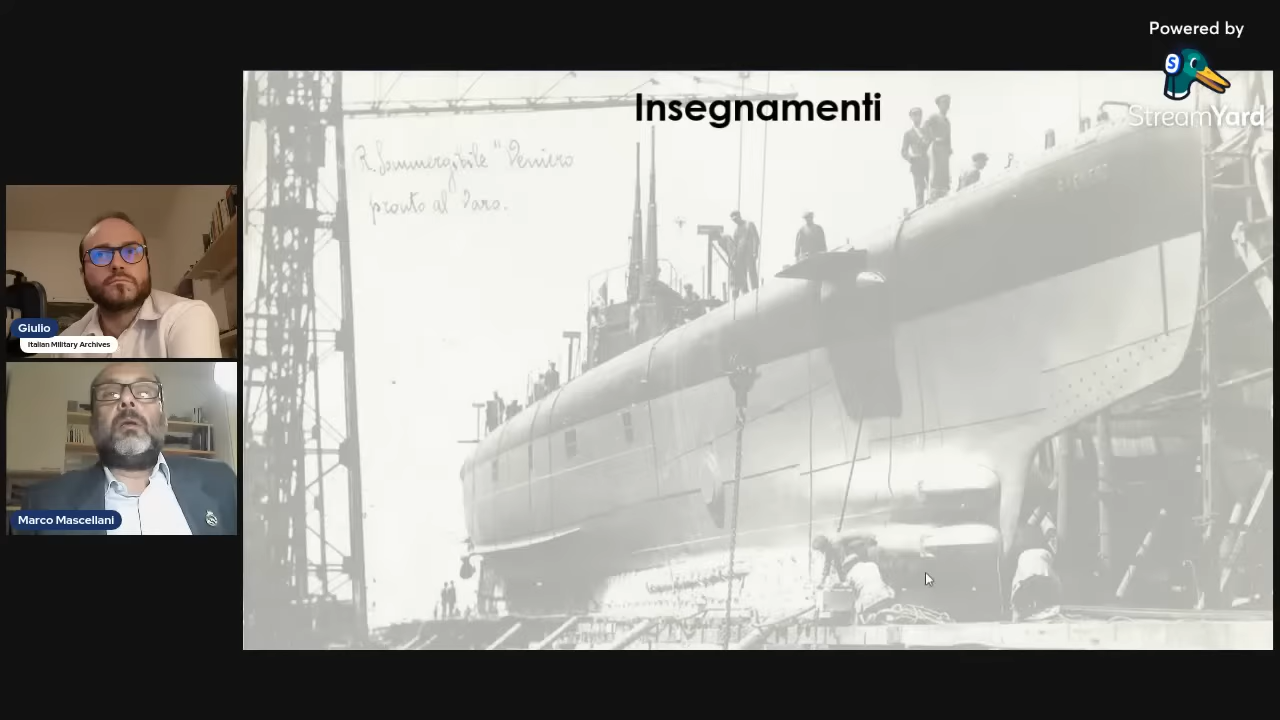 Powered by
StreamYard
Insegnamenti
R. Sommergibile "Veniero
pronto al Varo.
Giulio
Italian Military Archives
Marco Mascellani